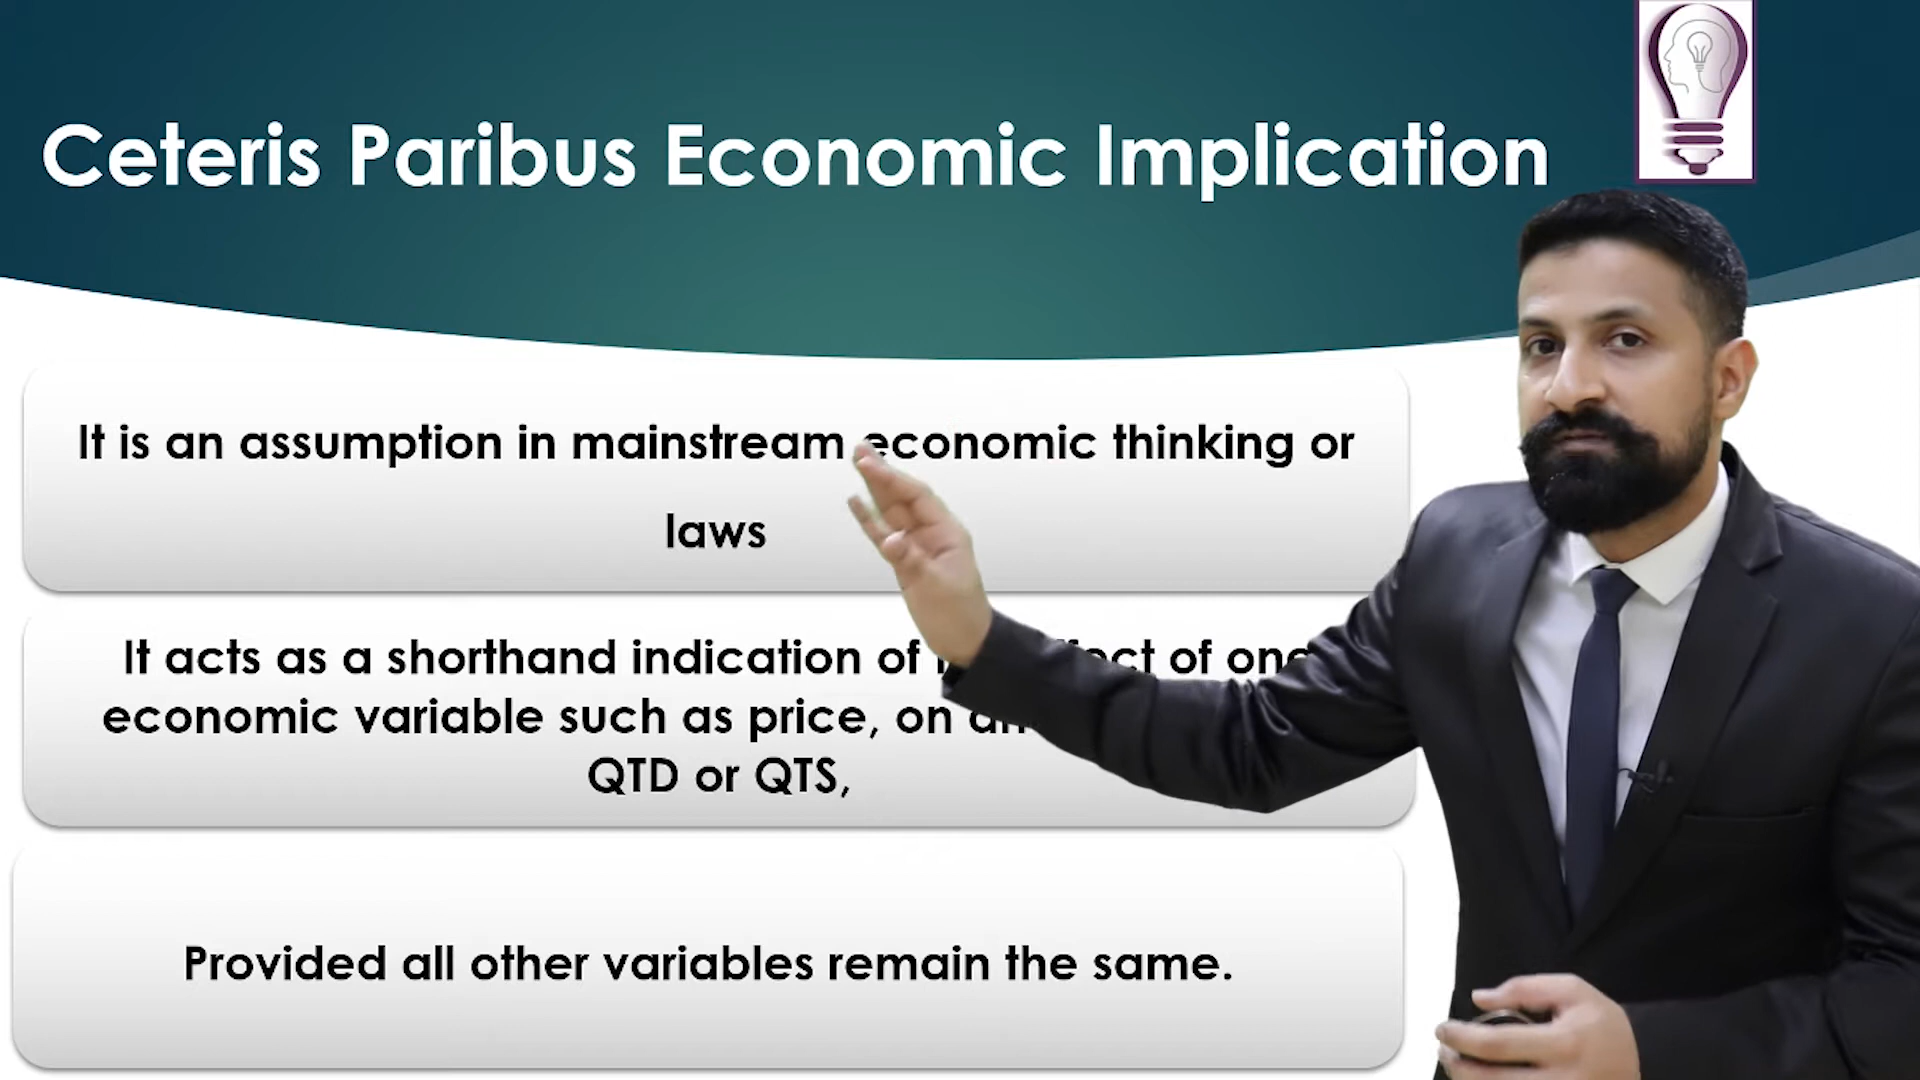 Ceteris Paribus Economic Implication
It is an assumption in mainstream economic thinking or
laws
It acts as a shorthand indication of of
economic variable such as price, on
QTD or QTS,
Provided all other variables remain the same.